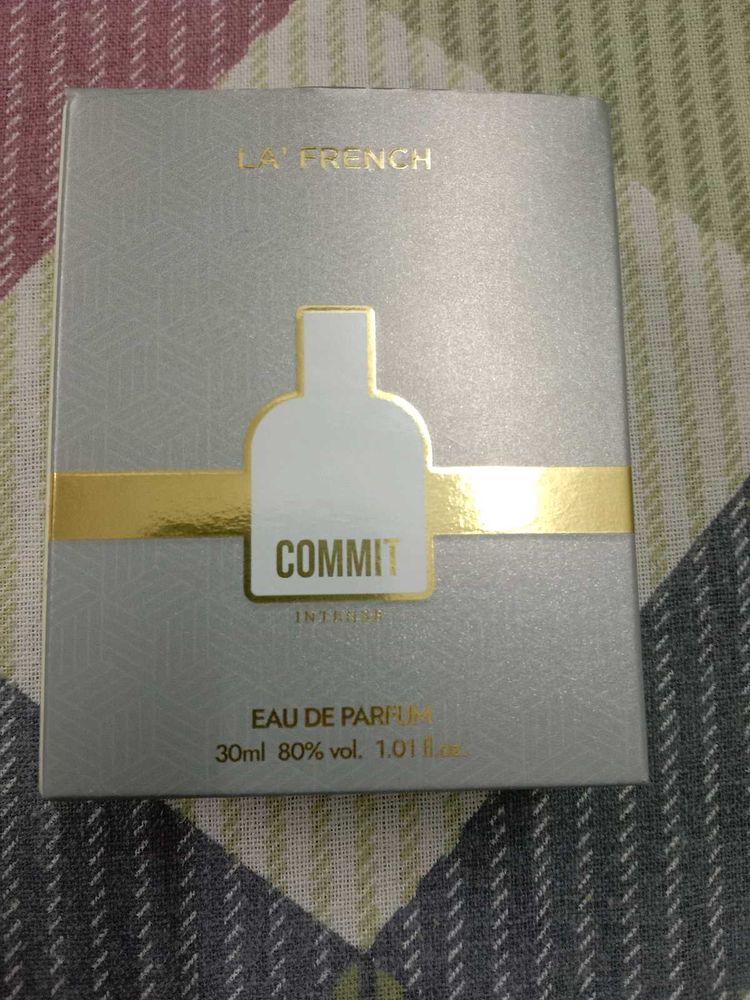 LA' FRENCH
COMMIT
INTENSE
EAU DE PARFUM
30ml 80% vol. 1.01 fl.oz.